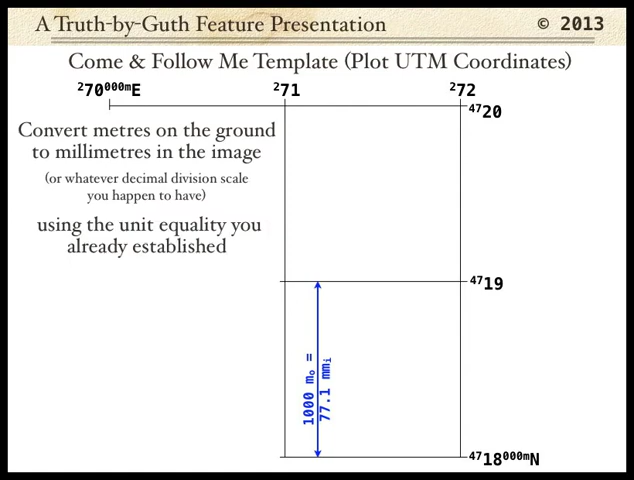 A Truth-by-Guth Feature Presentation © 2013
Come & Follow Me Template (Plot UTM Coordinates)
²70⁰⁰⁰ᵐE ²71 ²72
⁴⁷20
Convert metres on the ground
to millimetres in the image
(or whatever decimal division scale
you happen to have)
using the unit equality you
already established
⁴⁷19
1000 mₒ =
77.1 mmᵢ
⁴⁷18⁰⁰⁰ᵐN